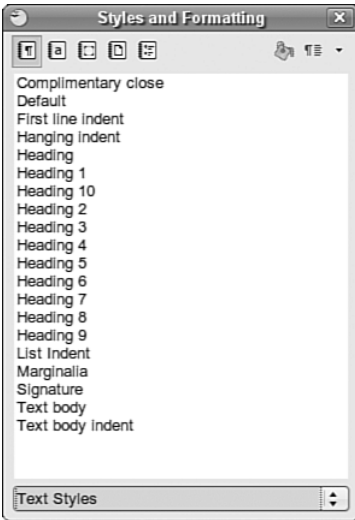 Styles and Formatting
Complimentary close
Default
First line indent
Hanging indent
Heading
Heading 1
Heading 10
Heading 2
Heading 3
Heading 4
Heading 5
Heading 6
Heading 7
Heading 8
Heading 9
List Indent
Marginalia
Signature
Text body
Text body indent
Text Styles